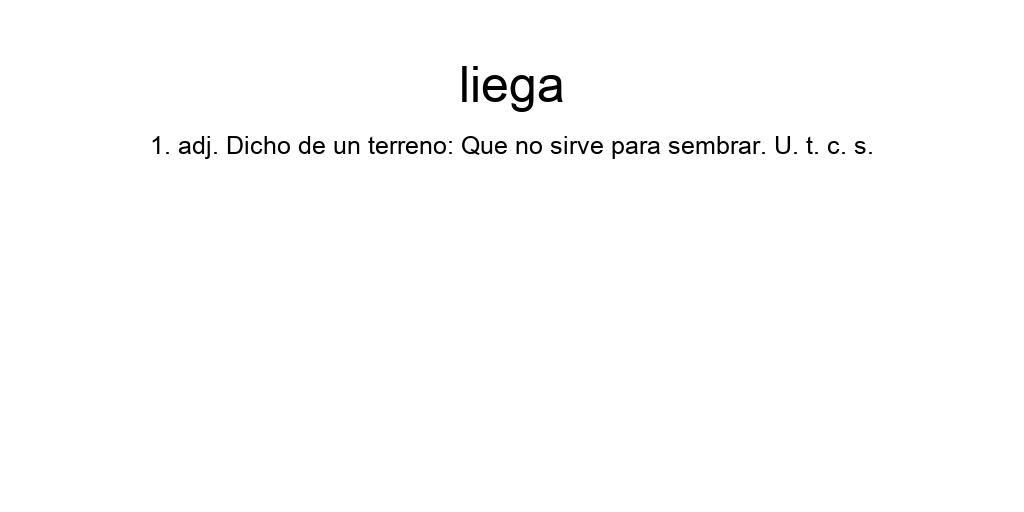 liega
1. adj. Dicho de un terreno: Que no sirve para sembrar. U. t. c. s.